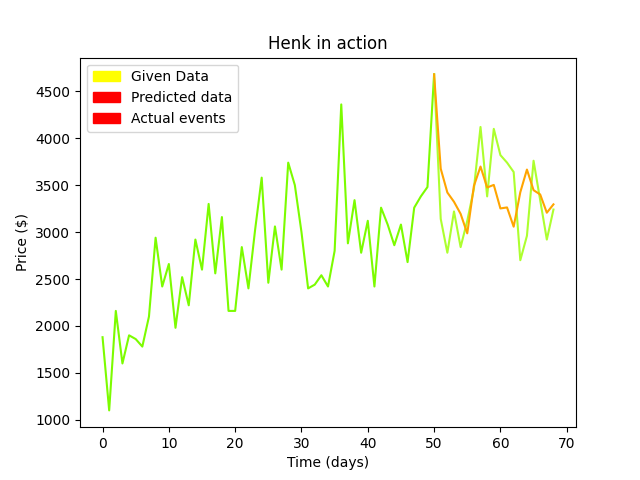 Henk in action
Given Data
Predicted data
Actual events
Price ($)
4500
4000
3500
3000
2500
2000
1500
1000
0 10 20 30 40 50 60 70
Time (days)